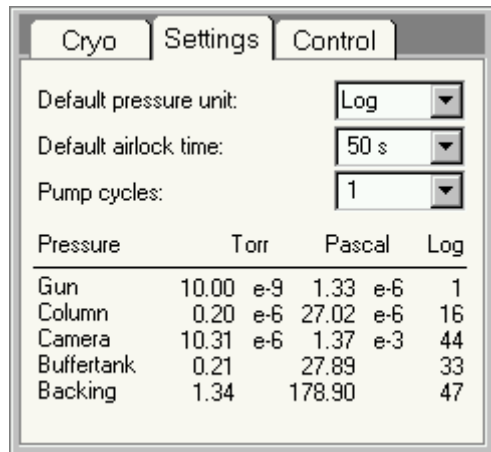 Cryo Settings Control
Default pressure unit: Log
Default airlock time: 50 s
Pump cycles: 1
Pressure Torr Pascal Log
Gun 10.00 e-9 1.33 e-6 1
Column 0.20 e-6 27.02 e-6 16
Camera 10.31 e-6 1.37 e-3 44
Buffertank 0.21 27.89 33
Backing 1.34 178.90 47